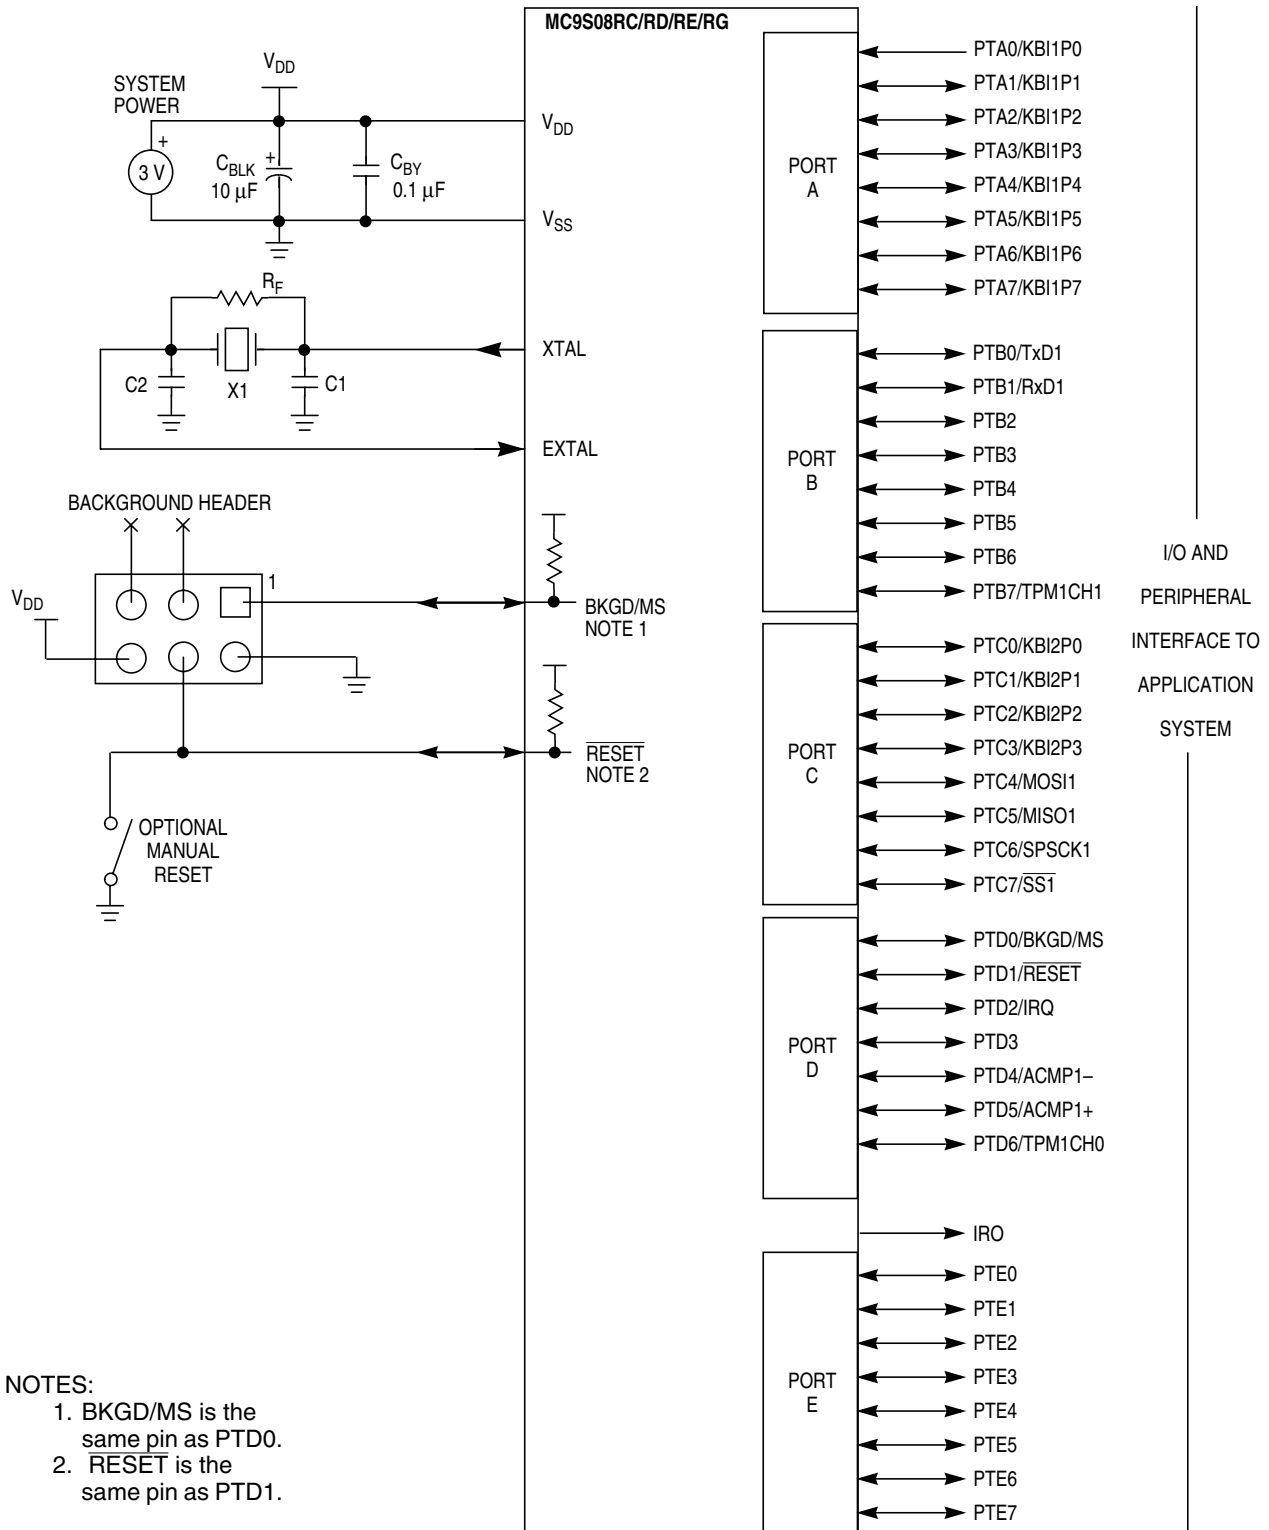 MC9S08RC/RD/RE/RG
V_DD
SYSTEM
POWER
+
3 V
C_BLK
+
10 µF
C_BY
0.1 µF
V_DD
V_SS
R_F
C2
X1
C1
XTAL
EXTAL
BACKGROUND HEADER
1
V_DD
BKGD/MS
NOTE 1
RESET
NOTE 2
OPTIONAL
MANUAL
RESET
PORT
A
PTA0/KBI1P0
PTA1/KBI1P1
PTA2/KBI1P2
PTA3/KBI1P3
PTA4/KBI1P4
PTA5/KBI1P5
PTA6/KBI1P6
PTA7/KBI1P7
PORT
B
PTB0/TxD1
PTB1/RxD1
PTB2
PTB3
PTB4
PTB5
PTB6
PTB7/TPM1CH1
PORT
C
PTC0/KBI2P0
PTC1/KBI2P1
PTC2/KBI2P2
PTC3/KBI2P3
PTC4/MOSI1
PTC5/MISO1
PTC6/SPSCK1
PTC7/SS1
PORT
D
PTD0/BKGD/MS
PTD1/RESET
PTD2/IRQ
PTD3
PTD4/ACMP1–
PTD5/ACMP1+
PTD6/TPM1CH0
IRO
PORT
E
PTE0
PTE1
PTE2
PTE3
PTE4
PTE5
PTE6
PTE7
I/O AND
PERIPHERAL
INTERFACE TO
APPLICATION
SYSTEM
NOTES:
1. BKGD/MS is the
same pin as PTD0.
2. RESET is the
same pin as PTD1.